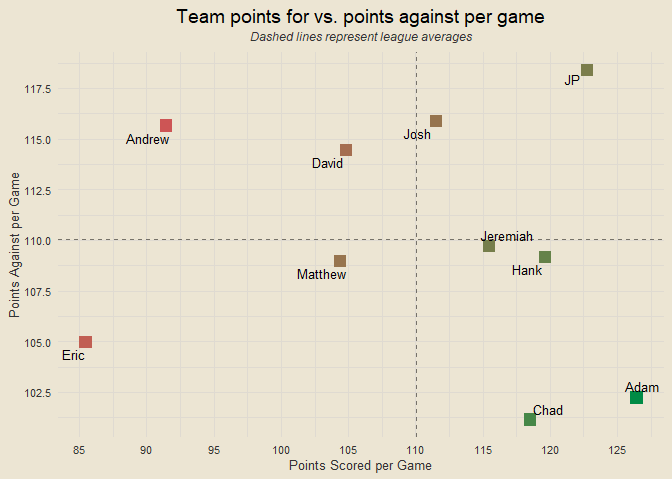 Team points for vs. points against per game
Dashed lines represent league averages
Points Against per Game
117.5
115.0
112.5
110.0
107.5
105.0
102.5
JP
Josh
Andrew
David
Jeremiah
Hank
Matthew
Eric
Adam
Chad
85 90 95 100 105 110 115 120 125
Points Scored per Game